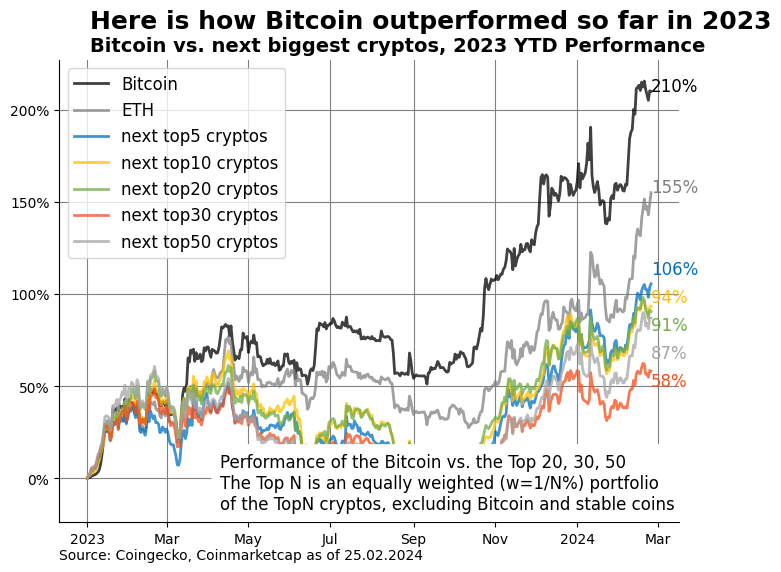 Here is how Bitcoin outperformed so far in 2023
Bitcoin vs. next biggest cryptos, 2023 YTD Performance
Bitcoin
ETH
next top5 cryptos
next top10 cryptos
next top20 cryptos
next top30 cryptos
next top50 cryptos
200%
150%
100%
50%
0%
210%
155%
106%
94%
91%
87%
58%
Performance of the Bitcoin vs. the Top 20, 30, 50
The Top N is an equally weighted (w=1/N%) portfolio
of the TopN cryptos, excluding Bitcoin and stable coins
2023 Mar May Jul Sep Nov 2024 Mar
Source: Coingecko, Coinmarketcap as of 25.02.2024